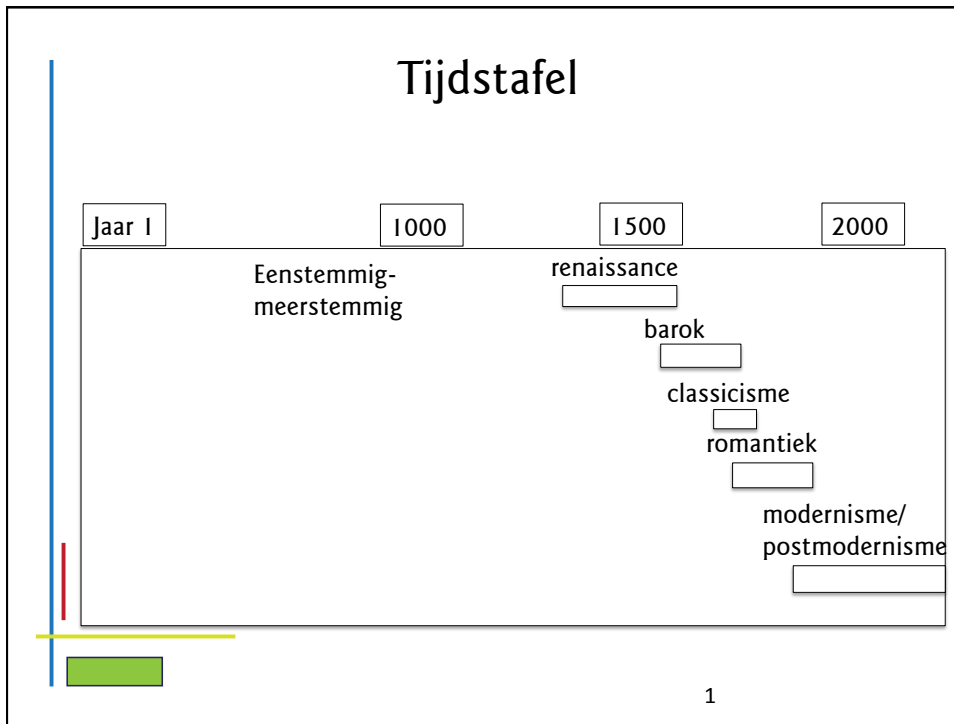 Tijdstafel
Jaar 1
1000
1500
2000
Eenstemmig-
meerstemmig
renaissance
barok
classicisme
romantiek
modernisme/
postmodernisme
1